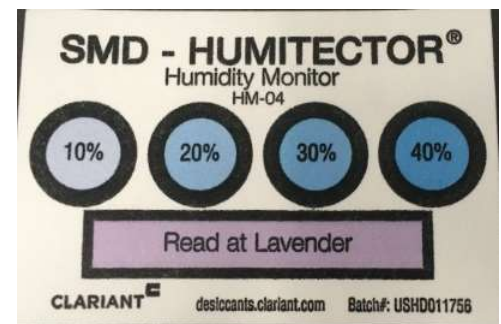 SMD - HUMITECTOR®
Humidity Monitor
HM-04
10% 20% 30% 40%
Read at Lavender
CLARIANT desiccants.clariant.com Batch#: USHD011756